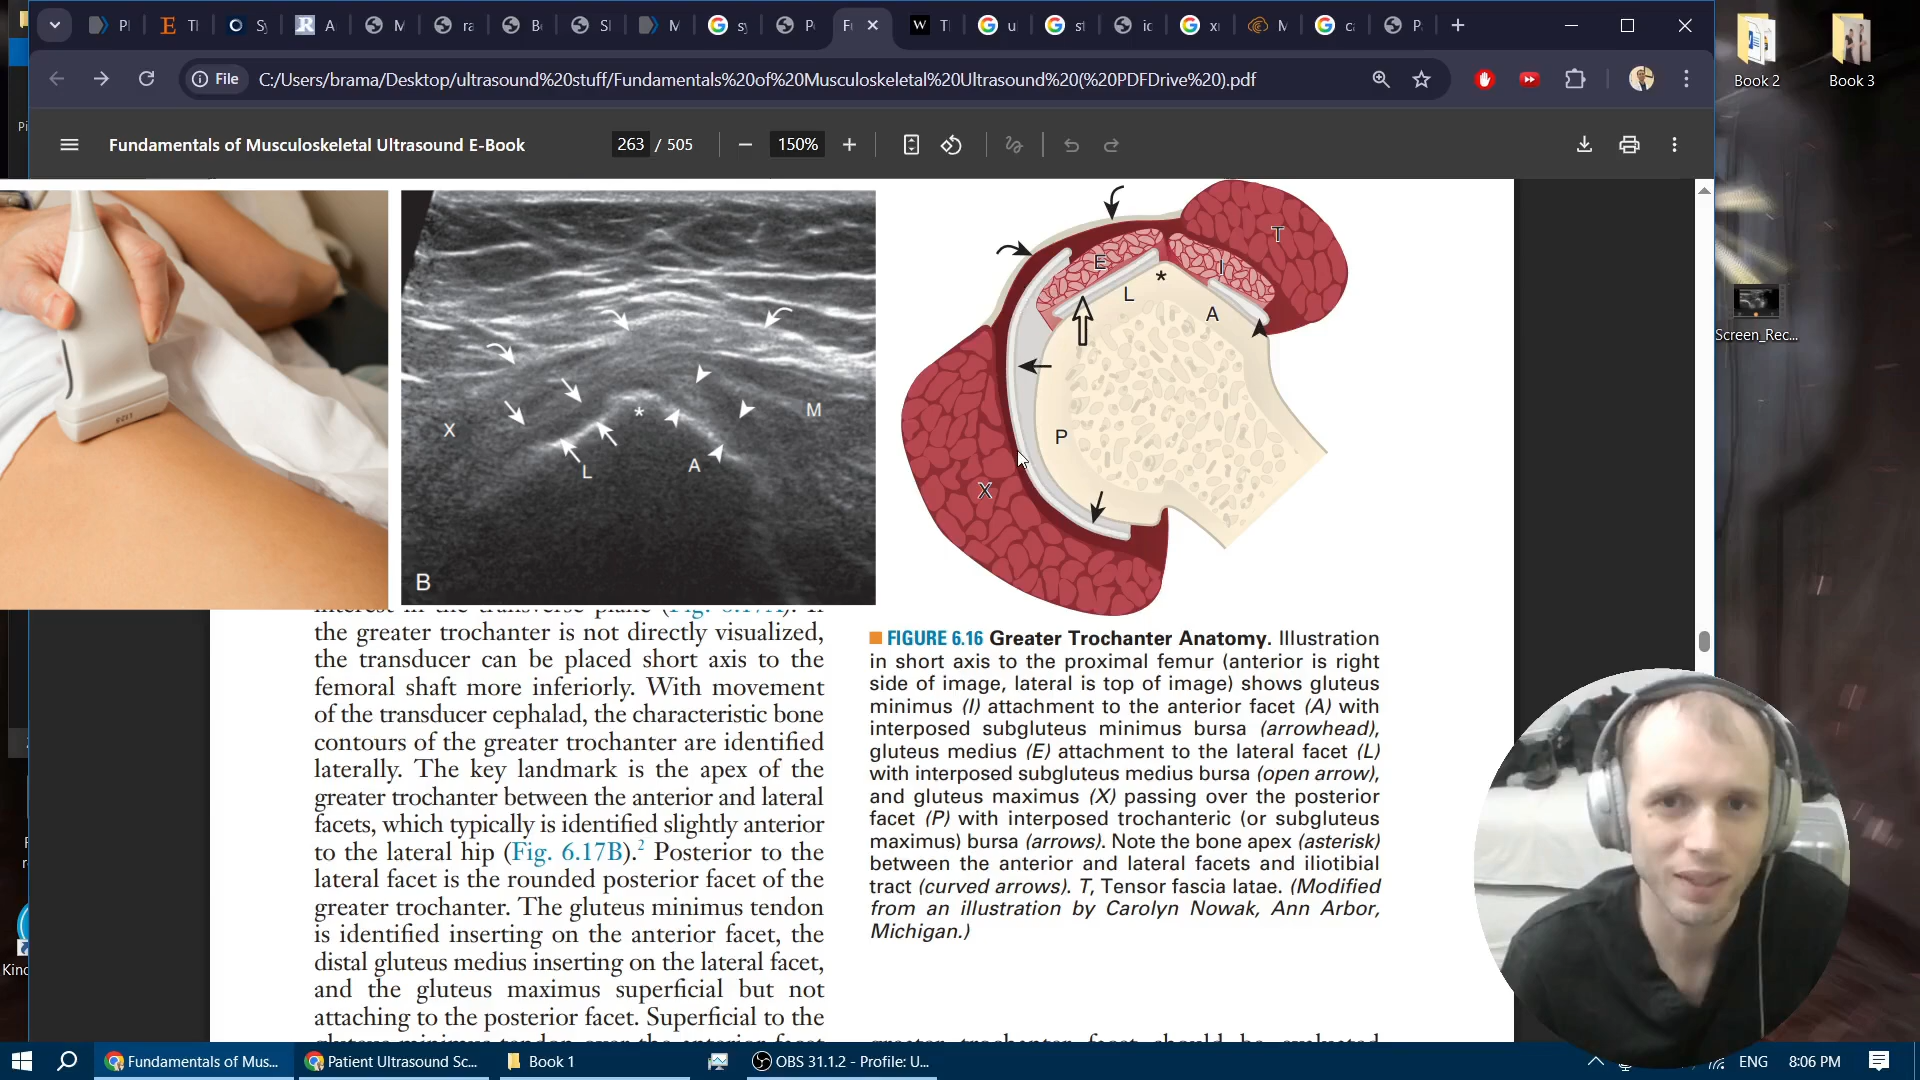 Book 2
Book 3
File
C:/Users/brama/Desktop/ultrasound%20stuff/Fundamentals%20of%20Musculoskeletal%20Ultrasound%20(%20PDFDrive%20).pdf
Fundamentals of Musculoskeletal Ultrasound E-Book
263 / 505
150%
Screen_Rec...
T
E
I
L
*
A
P
X
X
*
M
L
A
B
the greater trochanter is not directly visualized,
the transducer can be placed short axis to the
femoral shaft more inferiorly. With movement
of the transducer cephalad, the characteristic bone
contours of the greater trochanter are identified
laterally. The key landmark is the apex of the
greater trochanter between the anterior and lateral
facets, which typically is identified slightly anterior
to the lateral hip (Fig. 6.17B).2 Posterior to the
lateral facet is the rounded posterior facet of the
greater trochanter. The gluteus minimus tendon
is identified inserting on the anterior facet, the
distal gluteus medius inserting on the lateral facet,
and the gluteus maximus superficial but not
attaching to the posterior facet. Superficial to the
FIGURE 6.16 Greater Trochanter Anatomy. Illustration
in short axis to the proximal femur (anterior is right
side of image, lateral is top of image) shows gluteus
minimus (I) attachment to the anterior facet (A) with
interposed subgluteus minimus bursa (arrowhead),
gluteus medius (E) attachment to the lateral facet (L)
with interposed subgluteus medius bursa (open arrow),
and gluteus maximus (X) passing over the posterior
facet (P) with interposed trochanteric (or subgluteus
maximus) bursa (arrows). Note the bone apex (asterisk)
between the anterior and lateral facets and iliotibial
tract (curved arrows). T, Tensor fascia latae. (Modified
from an illustration by Carolyn Nowak, Ann Arbor,
Michigan.)
Fundamentals of Mus...
Patient Ultrasound Sc...
Book 1
OBS 31.1.2 - Profile: U...
ENG
8:06 PM